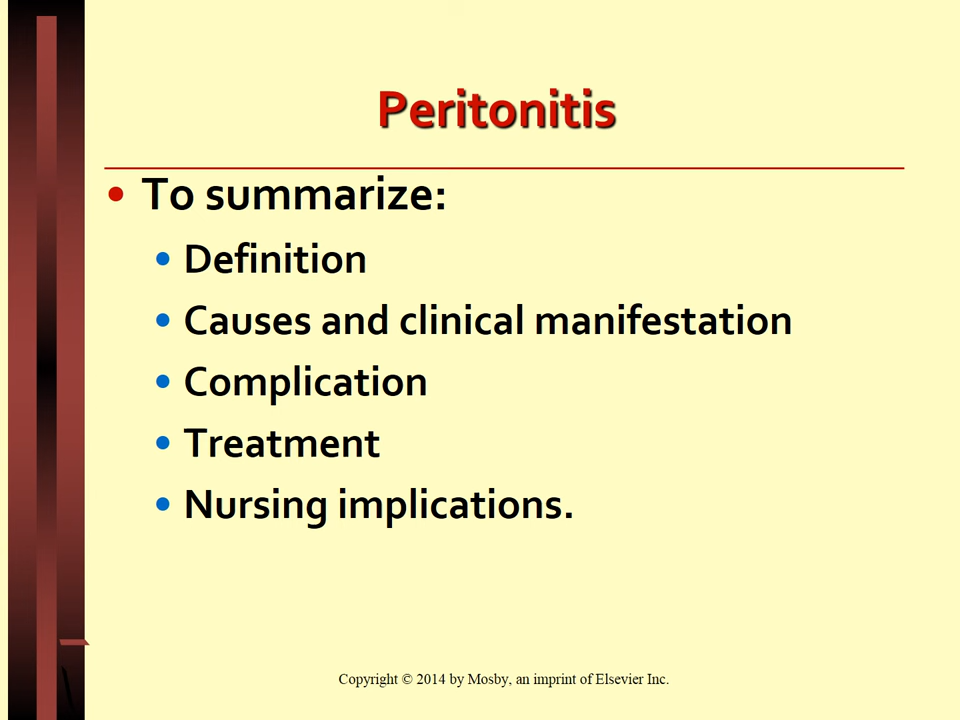 Peritonitis
• To summarize:
• Definition
• Causes and clinical manifestation
• Complication
• Treatment
• Nursing implications.
Copyright © 2014 by Mosby, an imprint of Elsevier Inc.